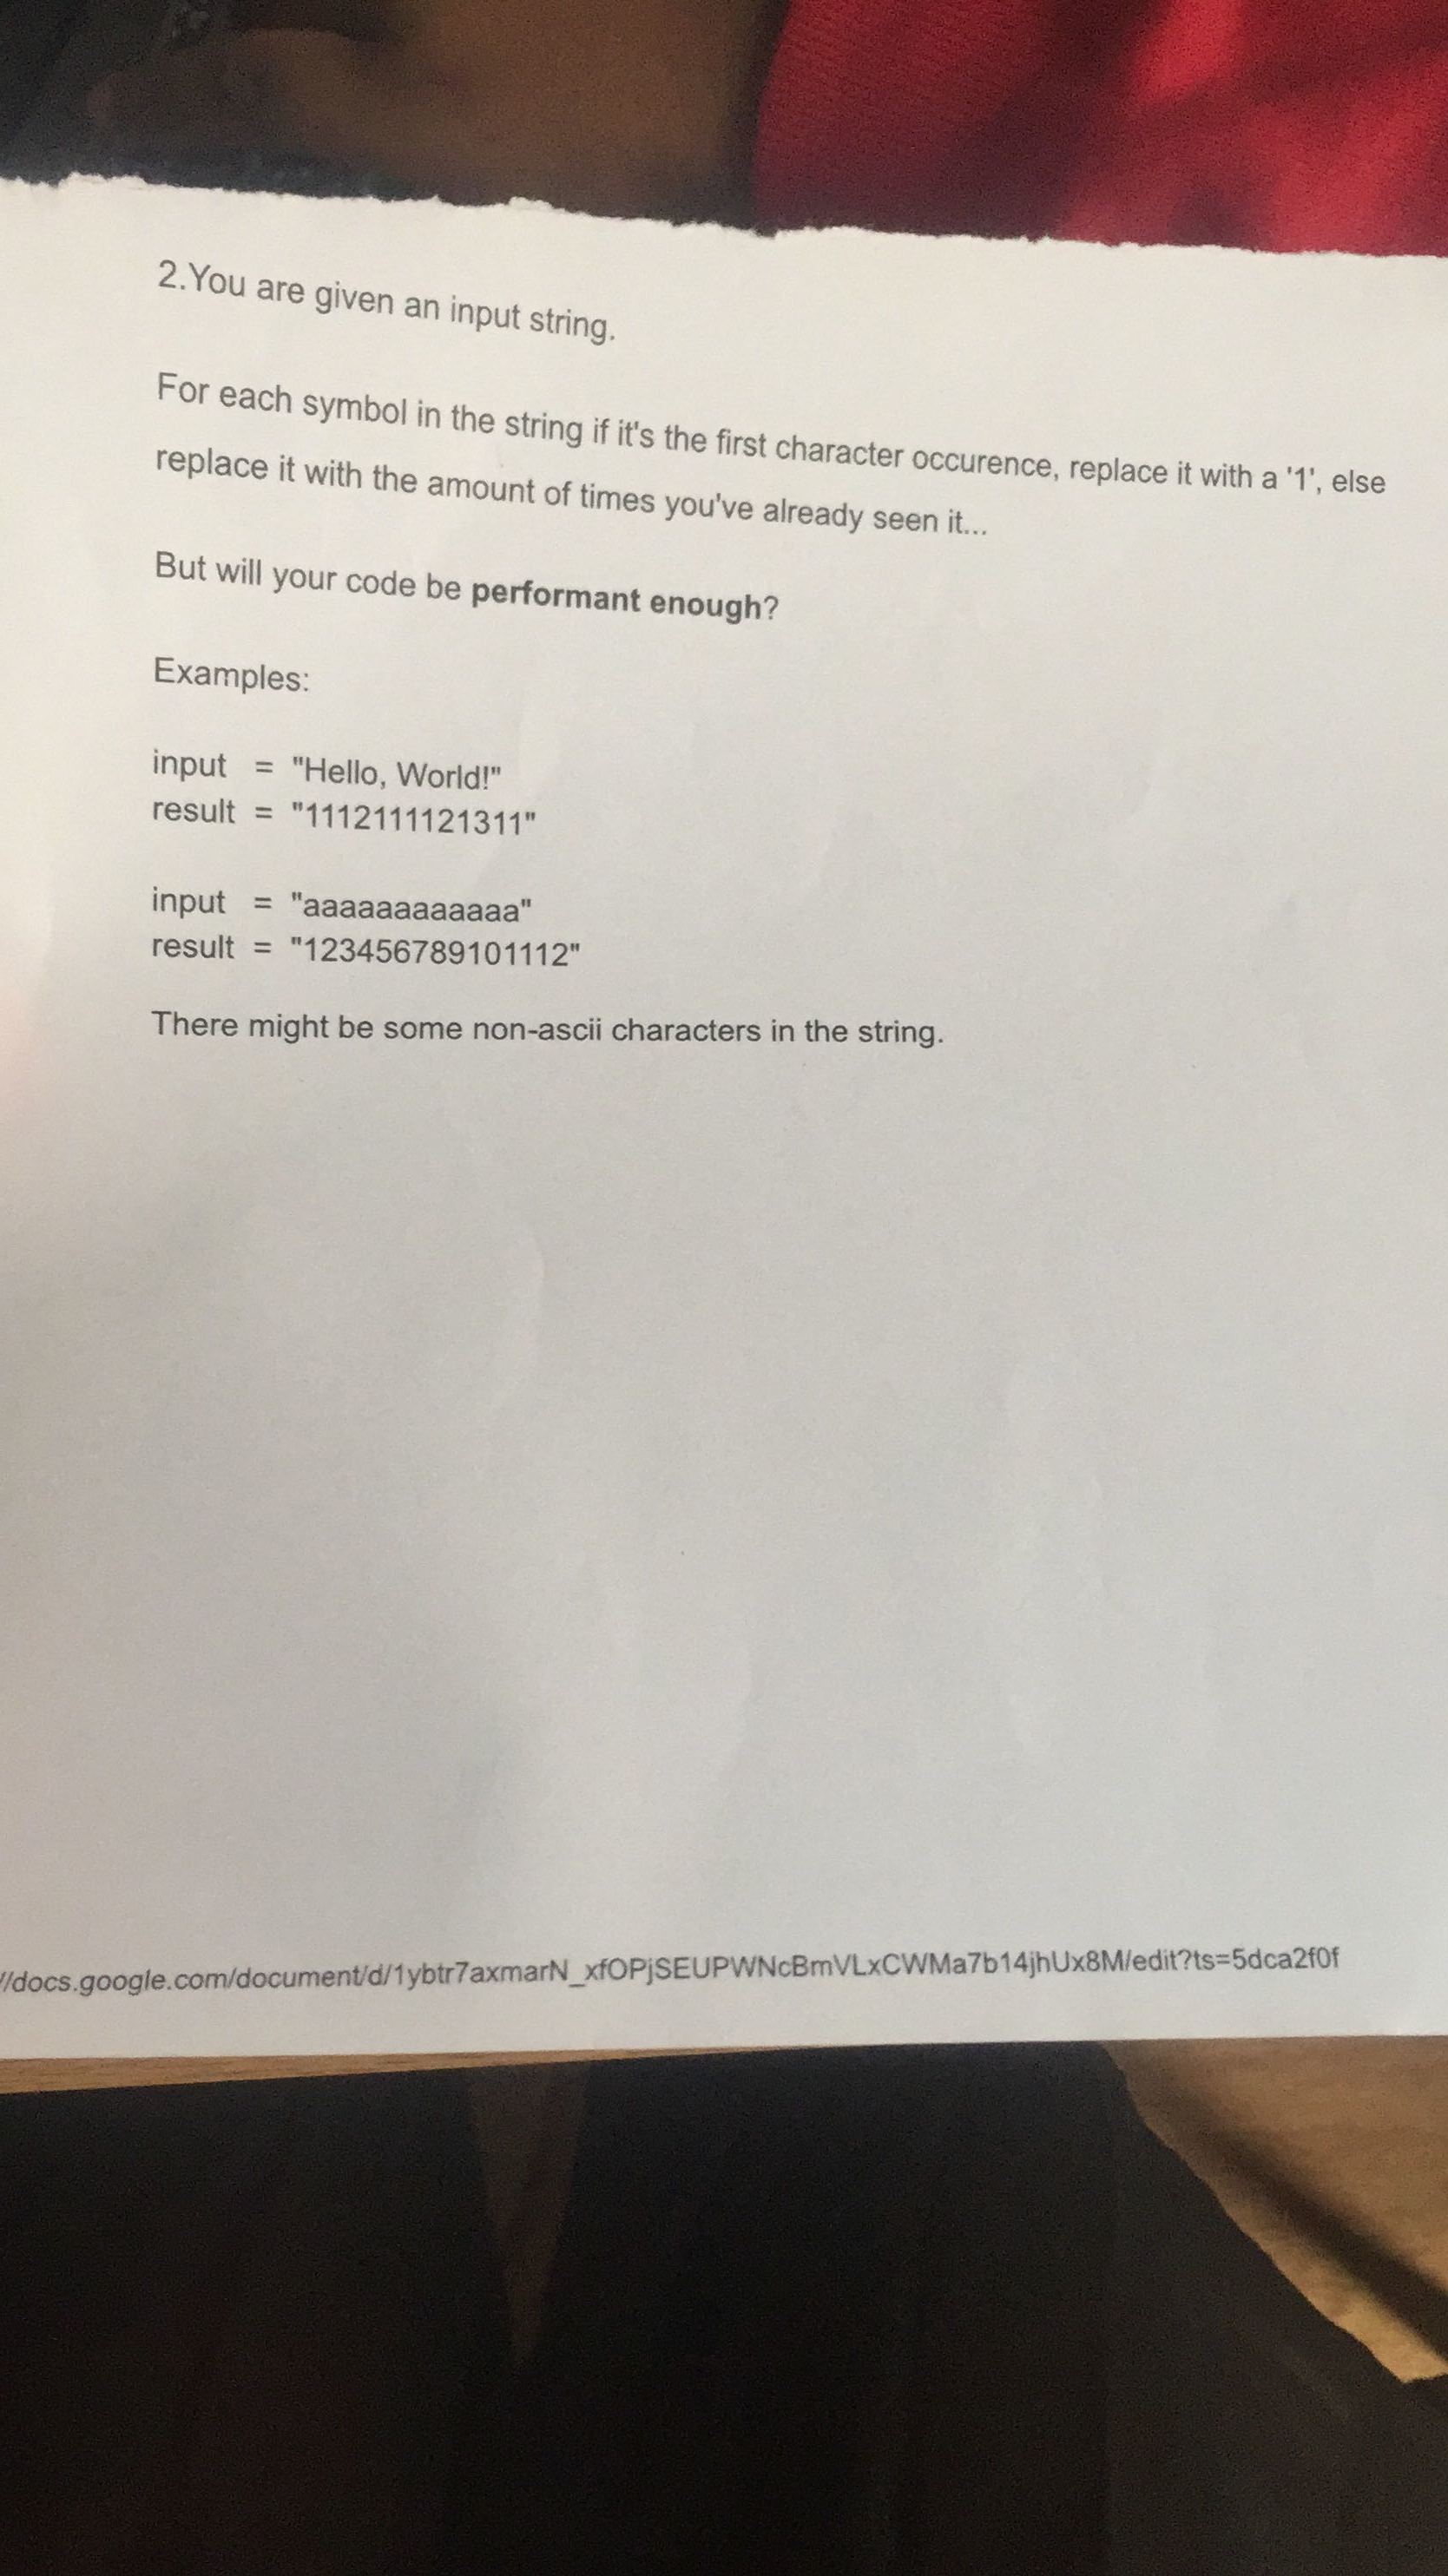 2.You are given an input string.
For each symbol in the string if it's the first character occurence, replace it with a '1', else
replace it with the amount of times you've already seen it...
But will your code be performant enough?
Examples:
input = "Hello, World!"
result = "1112111121311"
input = "aaaaaaaaaaaa"
result = "123456789101112"
There might be some non-ascii characters in the string.
//docs.google.com/document/d/1ybtr7axmarN_xfOPjSEUPWNcBmVLxCWMa7b14jhUx8M/edit?ts=5dca2f0f